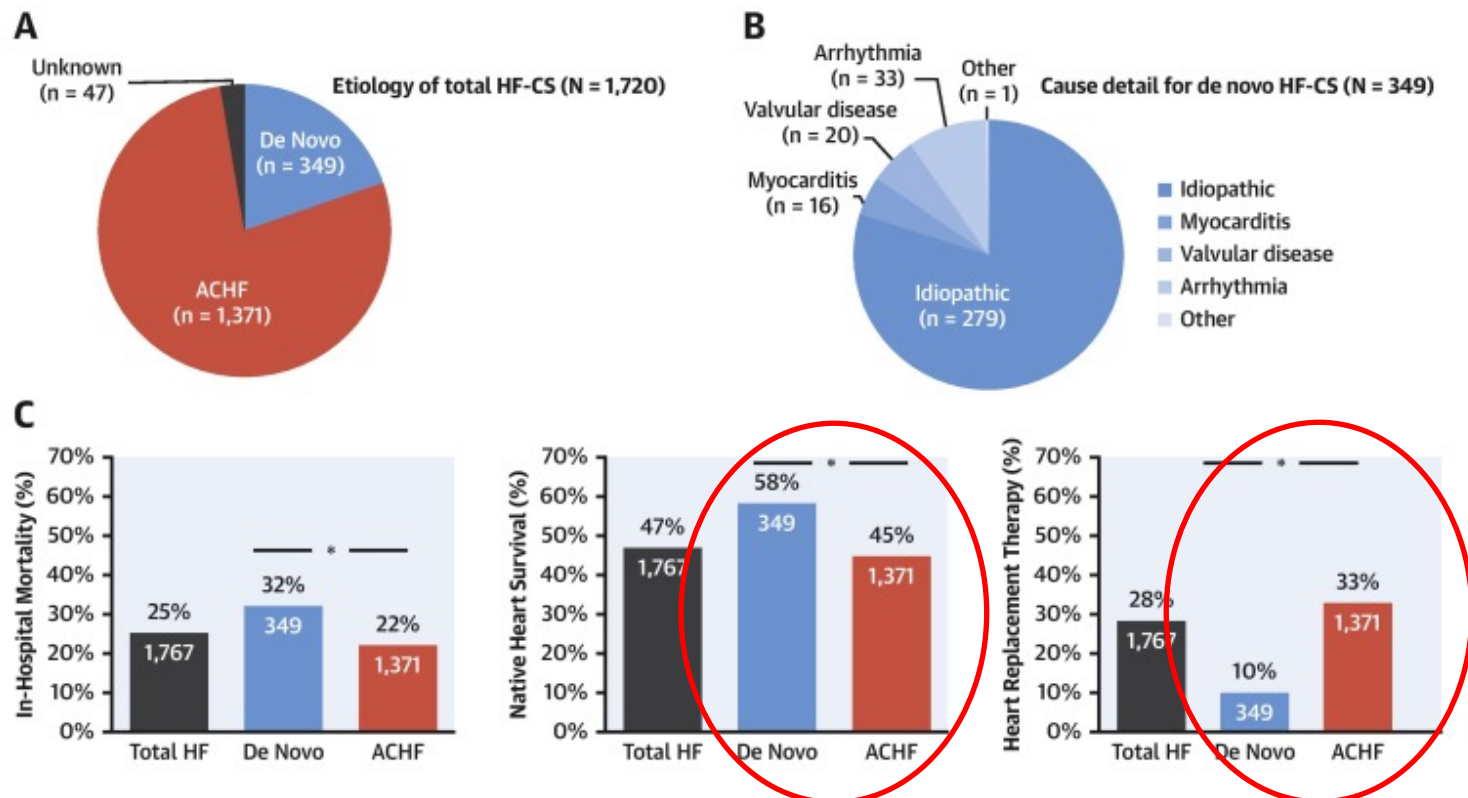 A
Unknown
(n = 47)
Etiology of total HF-CS (N = 1,720)
De Novo
(n = 349)
ACHF
(n = 1,371)
B
Arrhythmia
(n = 33)
Other
(n = 1)
Cause detail for de novo HF-CS (N = 349)
Valvular disease
(n = 20)
Myocarditis
(n = 16)
Idiopathic
(n = 279)
Idiopathic
Myocarditis
Valvular disease
Arrhythmia
Other
C
In-Hospital Mortality (%)
70%
60%
50%
40%
30%
20%
10%
0%
*
25%
1,767
32%
349
22%
1,371
Total HF
De Novo
ACHF
Native Heart Survival (%)
70%
60%
50%
40%
30%
20%
10%
0%
*
47%
1,767
58%
349
45%
1,371
Total HF
De Novo
ACHF
Heart Replacement Therapy (%)
70%
60%
50%
40%
30%
20%
10%
0%
*
28%
1,767
10%
349
33%
1,371
Total HF
De Novo
ACHF